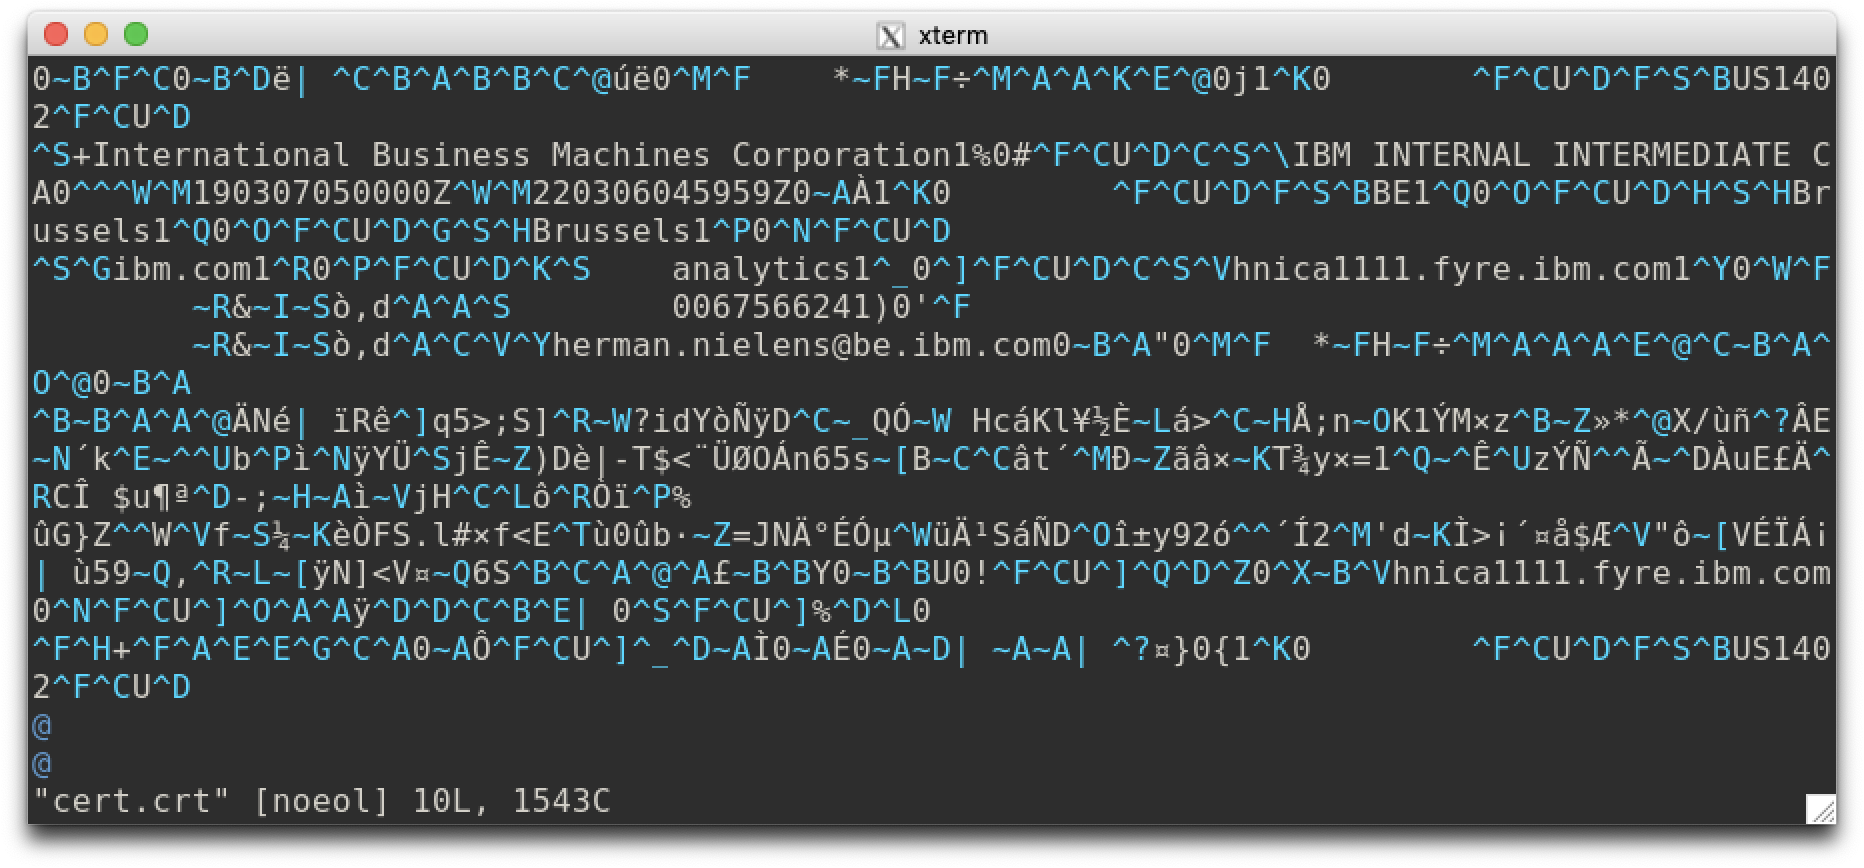 xterm
0~B^F^C0~B^Dë| ^C^B^A^B^B^C^@úë0^M^F    *~FH~F÷^M^A^A^K^E^@0j1^K0       ^F^CU^D^F^S^BUS140
2^F^CU^D
^S+International Business Machines Corporation1%0#^F^CU^D^C^S^\IBM INTERNAL INTERMEDIATE C
A0^^^W^M190307050000Z^W^M220306045959Z0~AÀ1^K0        ^F^CU^D^F^S^BBE1^Q0^O^F^CU^D^H^S^HBr
ussels1^Q0^O^F^CU^D^G^S^HBrussels1^P0^N^F^CU^D
^S^Gibm.com1^R0^P^F^CU^D^K^S    analytics1^_0^]^F^CU^D^C^S^Vhnica1111.fyre.ibm.com1^Y0^W^F
        ~R&~I~Sò,d^A^A^S        0067566241)0'^F
        ~R&~I~Sò,d^A^C^V^Yherman.nielens@be.ibm.com0~B^A"0^M^F  *~FH~F÷^M^A^A^A^E^@^C~B^A^
O^@0~B^A
^B~B^A^A^@ÄNé| ïRê^]q5>;S]^R~W?idYòÑÿD^C~_QÓ~W HcáKl¥½È~Lá>^C~HÅ;n~OK1ÝM×z^B~Z»*^@X/ùñ^?ÂE
~N´k^E~^^Ub^Pì^NÿYÜ^SjÊ~Z)Dè|-T$<¨ÜØOÁn65s~[B~C^Cât´^MÐ~Zãâ×~KT¾y×=1^Q~^Ê^UzÝÑ^^Ã~^DÀuE£Ä^
RCÎ $u¶ª^D-;~H~Aì~VjH^C^Lô^RÒï^P%
ûG}Z^^W^Vf~S¼~KèÒFS.l#×f<E^Tù0ûb·~Z=JNÄ°ÉÓµ^WüÄ¹SáÑD^Oî±y92ó^^´Í2^M'd~KÌ>¡´¤å$Æ^V"ô~[VÉÏÁ¡
| ù59~Q,^R~L~[ÿN]<V¤~Q6S^B^C^A^@^A£~B^BY0~B^BU0!^F^CU^]^Q^D^Z0^X~B^Vhnica1111.fyre.ibm.com
0^N^F^CU^]^O^A^Aÿ^D^D^C^B^E| 0^S^F^CU^]%^D^L0
^F^H+^F^A^E^E^G^C^A0~AÔ^F^CU^]^_^D~AÌ0~AÉ0~A~D| ~A~A| ^?¤}0{1^K0        ^F^CU^D^F^S^BUS140
2^F^CU^D
@
@
"cert.crt" [noeol] 10L, 1543C